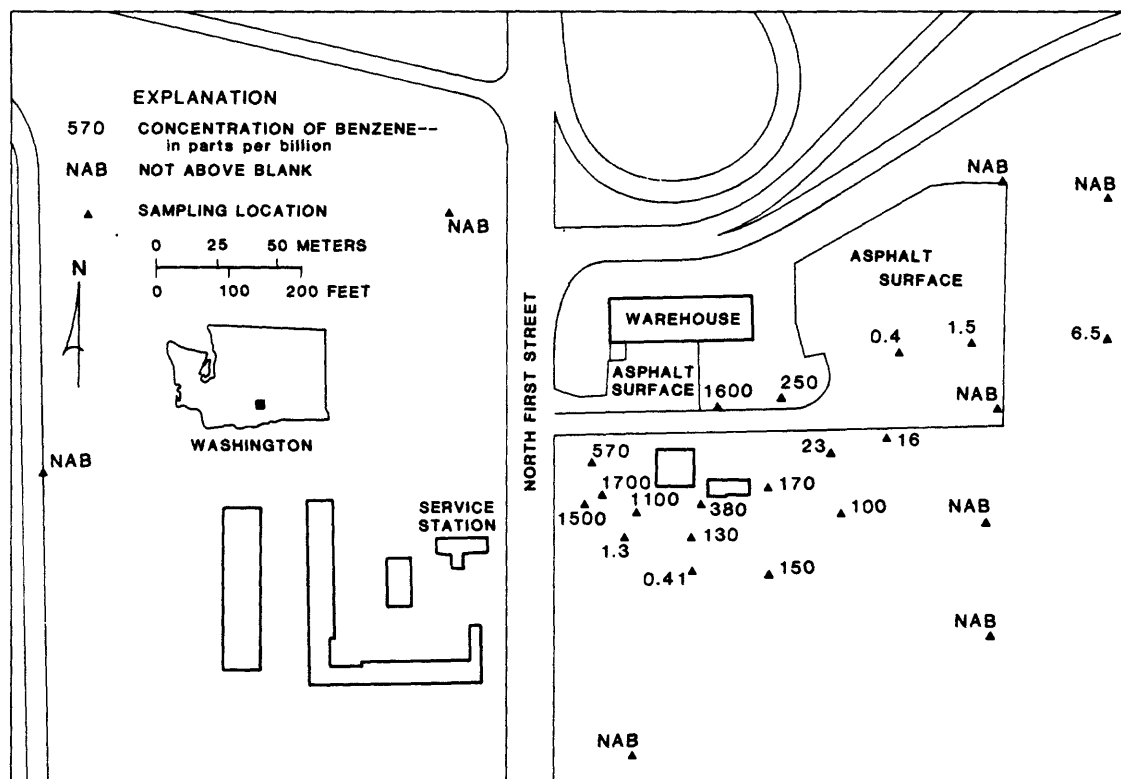 EXPLANATION
570 CONCENTRATION OF BENZENE--
in parts per billion
NAB NOT ABOVE BLANK
▲ SAMPLING LOCATION
0 25 50 METERS
0 100 200 FEET
N
WASHINGTON
NAB
NAB
NORTH FIRST STREET
SERVICE
STATION
WAREHOUSE
ASPHALT
SURFACE
ASPHALT
SURFACE
NAB
NAB
0.4
1.5
6.5
1600
250
NAB
570
23
16
1700
170
1500
1100
380
100
NAB
1.3
130
0.41
150
NAB
NAB